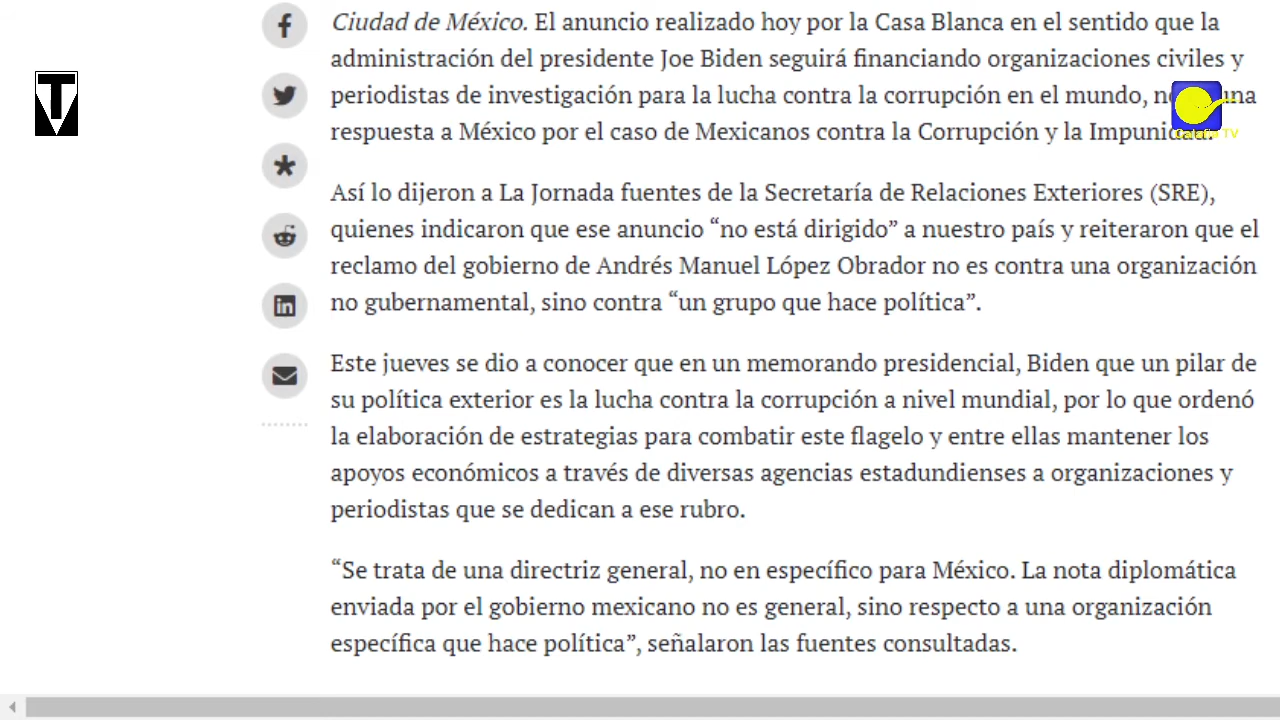 Ciudad de México. El anuncio realizado hoy por la Casa Blanca en el sentido que la
administración del presidente Joe Biden seguirá financiando organizaciones civiles y
periodistas de investigación para la lucha contra la corrupción en el mundo, una
respuesta a México por el caso de Mexicanos contra la Corrupción y la Impunidad.
Así lo dijeron a La Jornada fuentes de la Secretaría de Relaciones Exteriores (SRE),
quienes indicaron que ese anuncio “no está dirigido” a nuestro país y reiteraron que el
reclamo del gobierno de Andrés Manuel López Obrador no es contra una organización
no gubernamental, sino contra “un grupo que hace política”.
Este jueves se dio a conocer que en un memorando presidencial, Biden que un pilar de
su política exterior es la lucha contra la corrupción a nivel mundial, por lo que ordenó
la elaboración de estrategias para combatir este flagelo y entre ellas mantener los
apoyos económicos a través de diversas agencias estadundienses a organizaciones y
periodistas que se dedican a ese rubro.
“Se trata de una directriz general, no en específico para México. La nota diplomática
enviada por el gobierno mexicano no es general, sino respecto a una organización
específica que hace política”, señalaron las fuentes consultadas.